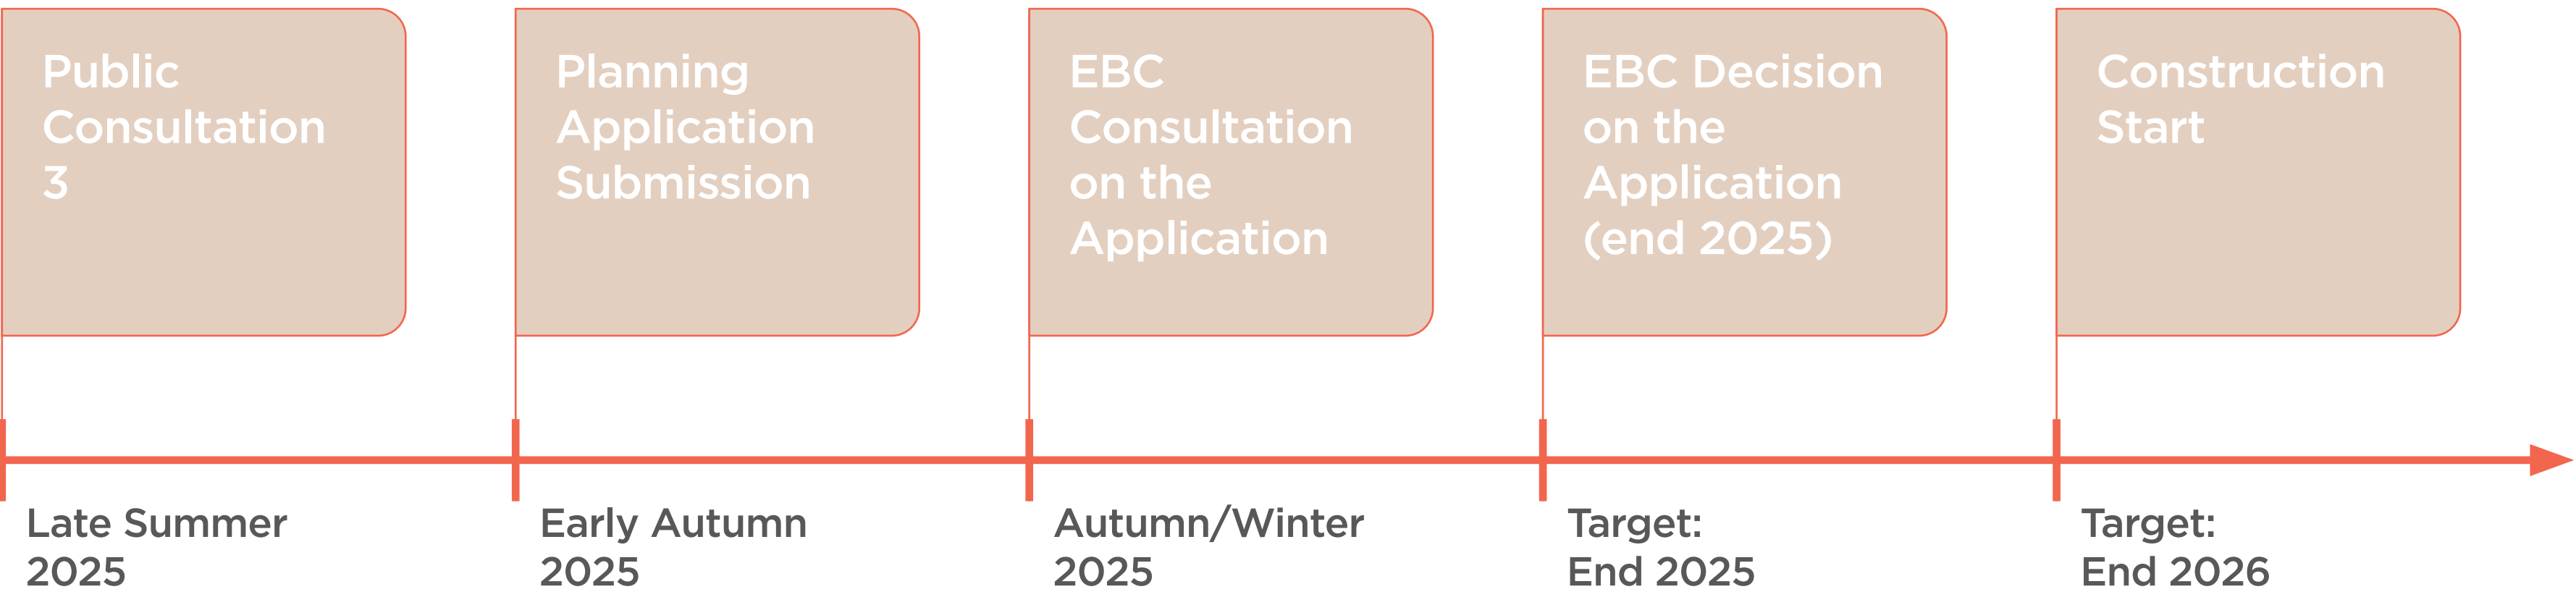 Public
Consultation
3
Planning
Application
Submission
EBC
Consultation
on the
Application
EBC Decision
on the
Application
(end 2025)
Construction
Start
Late Summer
2025
Early Autumn
2025
Autumn/Winter
2025
Target:
End 2025
Target:
End 2026